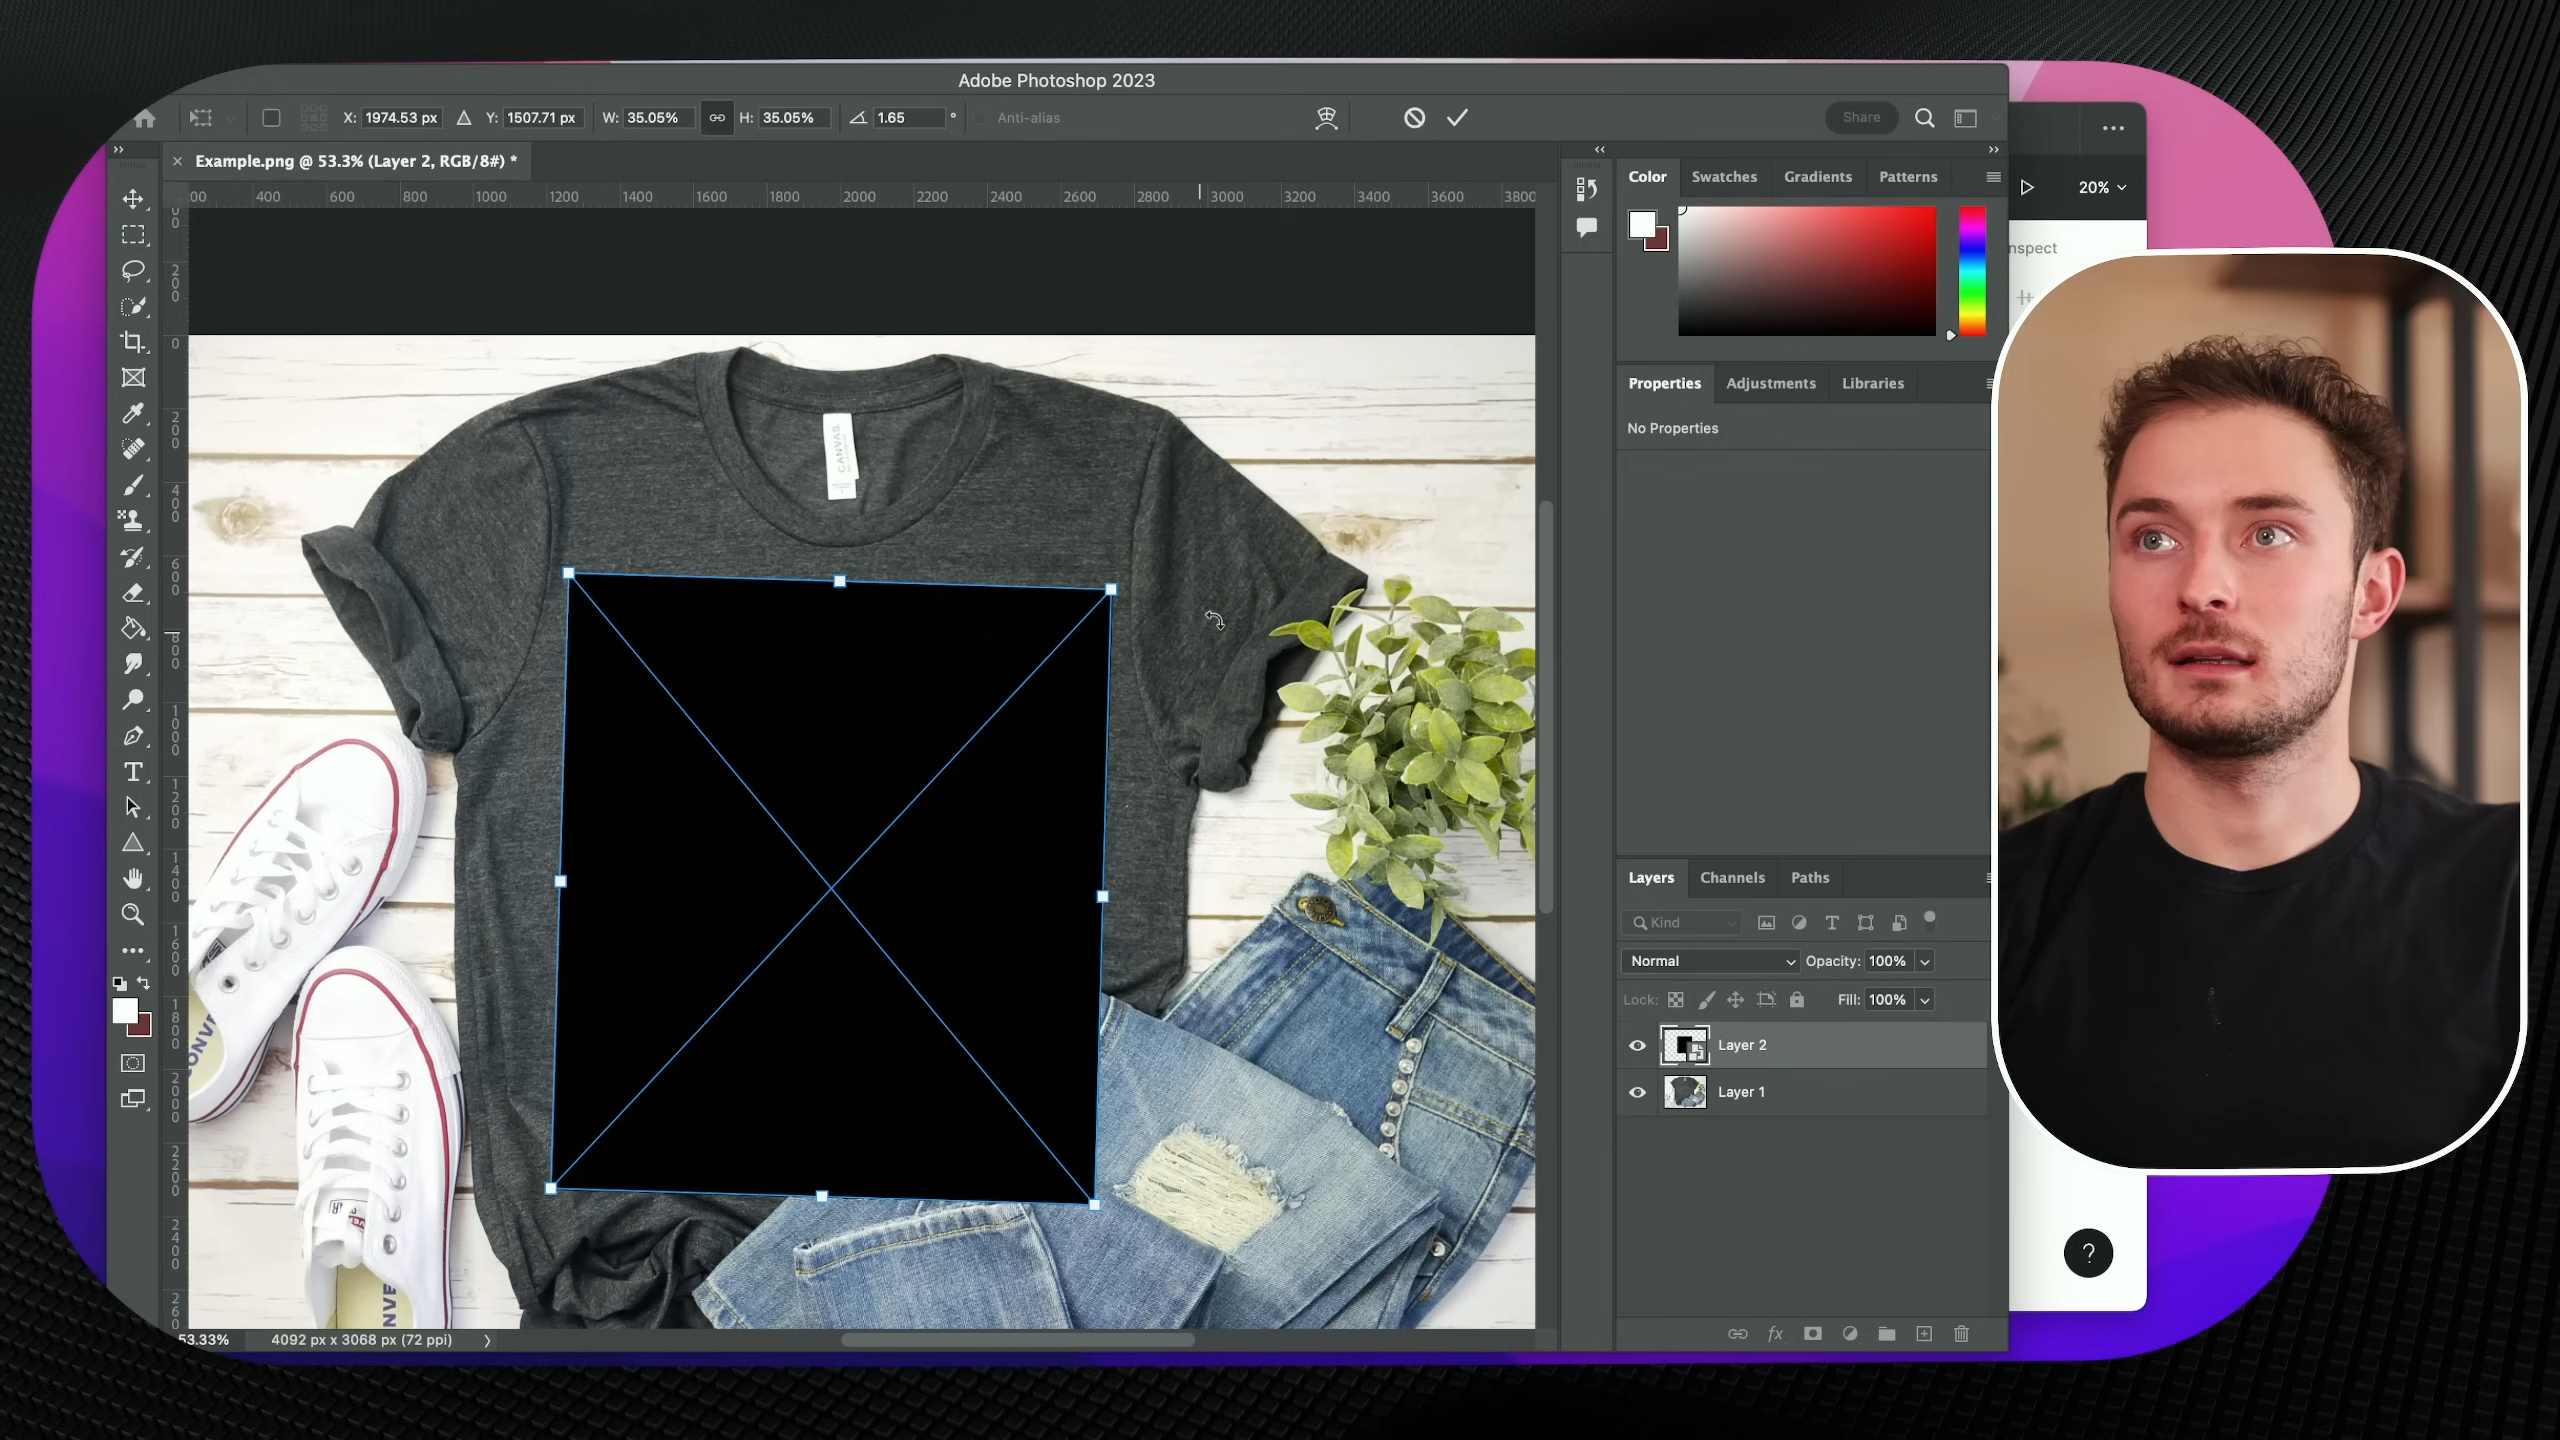 Adobe Photoshop 2023
X: 1974.53 px Y: 1507.71 px W: 35.05% H: 35.05% 1.65 ° Anti-alias Share
Example.png @ 53.3% (Layer 2, RGB/8#) *
400 600 800 1000 1200 1400 1600 1800 2000 2200 2400 2600 2800 3000 3200 3400 3600 3800
Color Swatches Gradients Patterns
20%
nspect
Properties Adjustments Libraries
No Properties
CANVAS
Layers Channels Paths
Kind
Normal Opacity: 100%
Lock: Fill: 100%
Layer 2
Layer 1
CONV
NVE
?
53.33% 4092 px x 3068 px (72 ppi)
fx